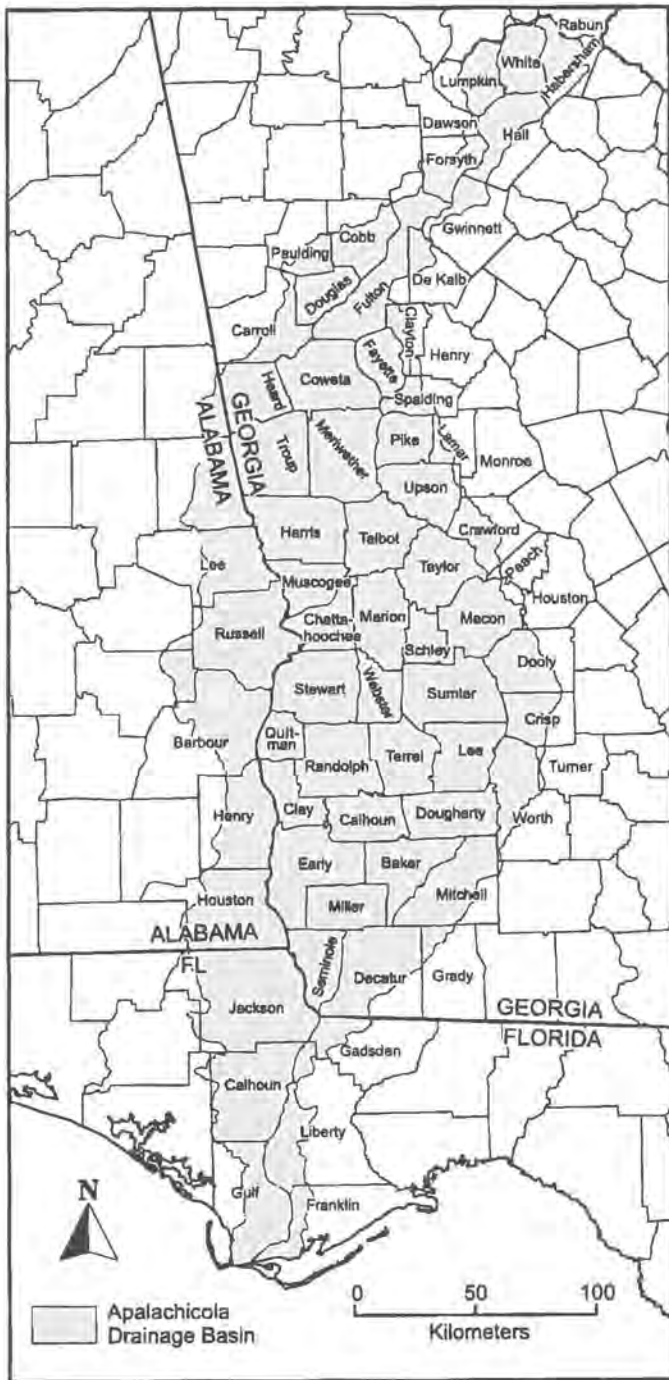 Rabun
White
Habersham
Lumpkin
Dawson
Hall
Forsyth
Gwinnett
Cobb
Paulding
De Kalb
Douglas
Fulton
Carroll
Clayton
Henry
Fayette
Coweta
Heard
Spalding
GEORGIA
ALABAMA
Troup
Meriwether
Pike
Lamar
Monroe
Upson
Harris
Talbot
Crawford
Lee
Taylor
Peach
Muscogee
Houston
Russell
Chatta-
hoochee
Marion
Macon
Schley
Dooly
Stewart
Webster
Sumter
Crisp
Barbour
Quit-
man
Randolph
Terrel
Lee
Turner
Henry
Clay
Calhoun
Dougherty
Worth
Early
Baker
Mitchell
Houston
Miller
ALABAMA
FL
Seminole
Decatur
Grady
Jackson
GEORGIA
FLORIDA
Gadsden
Calhoun
Liberty
Gulf
Franklin
N
0 50 100
Kilometers
Apalachicola
Drainage Basin